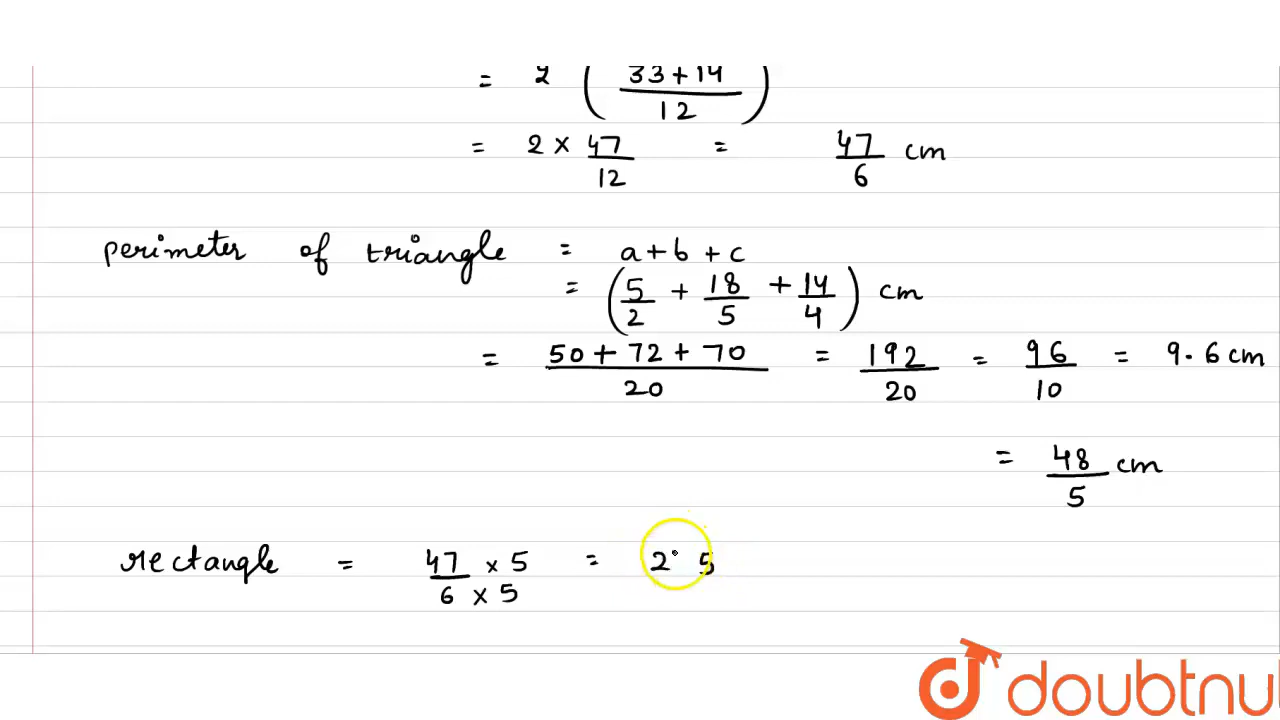 = 2 ( 33+14 / 12 )
= 2 × 47/12 = 47/6 cm
perimeter of triangle = a+b+c
= ( 5/2 + 18/5 + 14/4 ) cm
= 50+72+70 / 20 = 192/20 = 96/10 = 9.6 cm
= 48/5 cm
rectangle = 47 × 5 / 6 × 5 = 2 5
doubtnu